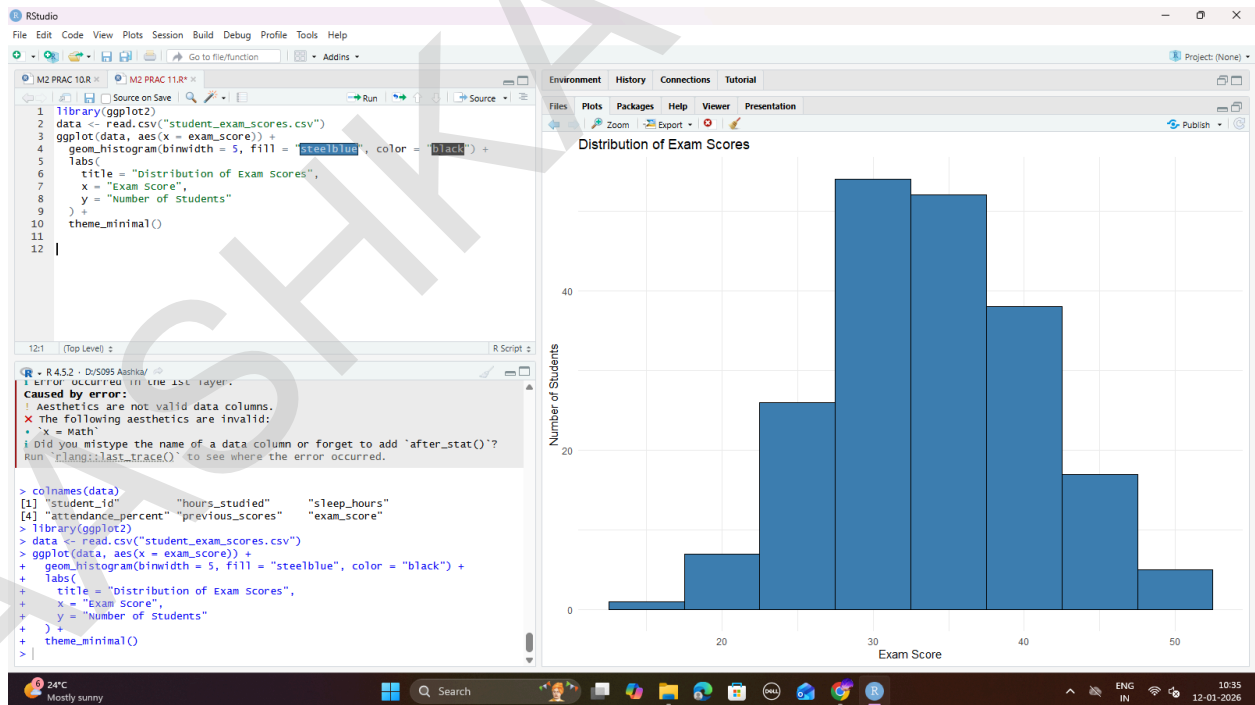 RStudio
File Edit Code View Plots Session Build Debug Profile Tools Help
Go to file/function Addins Project: (None)
M2 PRAC 10.R M2 PRAC 11.R*
Source on Save Run Source
1 library(ggplot2)
2 data <- read.csv("student_exam_scores.csv")
3 ggplot(data, aes(x = exam_score)) +
4 geom_histogram(binwidth = 5, fill = "steelblue", color = "black") +
5 labs(
6 title = "Distribution of Exam Scores",
7 x = "Exam Score",
8 y = "Number of Students"
9 ) +
10 theme_minimal()
11
12
12:1 (Top Level) R Script
R 4.5.2 · D:/S095 Aashka/
i Error occurred in the 1st layer.
Caused by error:
! Aesthetics are not valid data columns.
✖ The following aesthetics are invalid:
• `x = Math`
i Did you mistype the name of a data column or forget to add `after_stat()`?
Run `rlang::last_trace()` to see where the error occurred.
> colnames(data)
[1] "student_id" "hours_studied" "sleep_hours"
[4] "attendance_percent" "previous_scores" "exam_score"
> library(ggplot2)
> data <- read.csv("student_exam_scores.csv")
> ggplot(data, aes(x = exam_score)) +
+ geom_histogram(binwidth = 5, fill = "steelblue", color = "black") +
+ labs(
+ title = "Distribution of Exam Scores",
+ x = "Exam Score",
+ y = "Number of Students"
+ ) +
+ theme_minimal()
>
Environment History Connections Tutorial
Files Plots Packages Help Viewer Presentation
Zoom Export Publish
Distribution of Exam Scores
Number of Students
40
20
0
20 30 40 50
Exam Score
AASHKA
6
24°C
Mostly sunny
Search
DELL
ENG
IN
10:35
12-01-2026